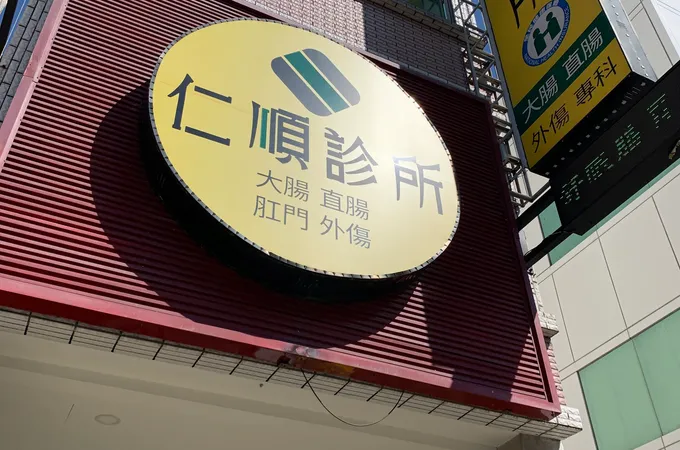 仁順診所
大腸 直腸
肛門 外傷
大腸 直腸
外傷 專科